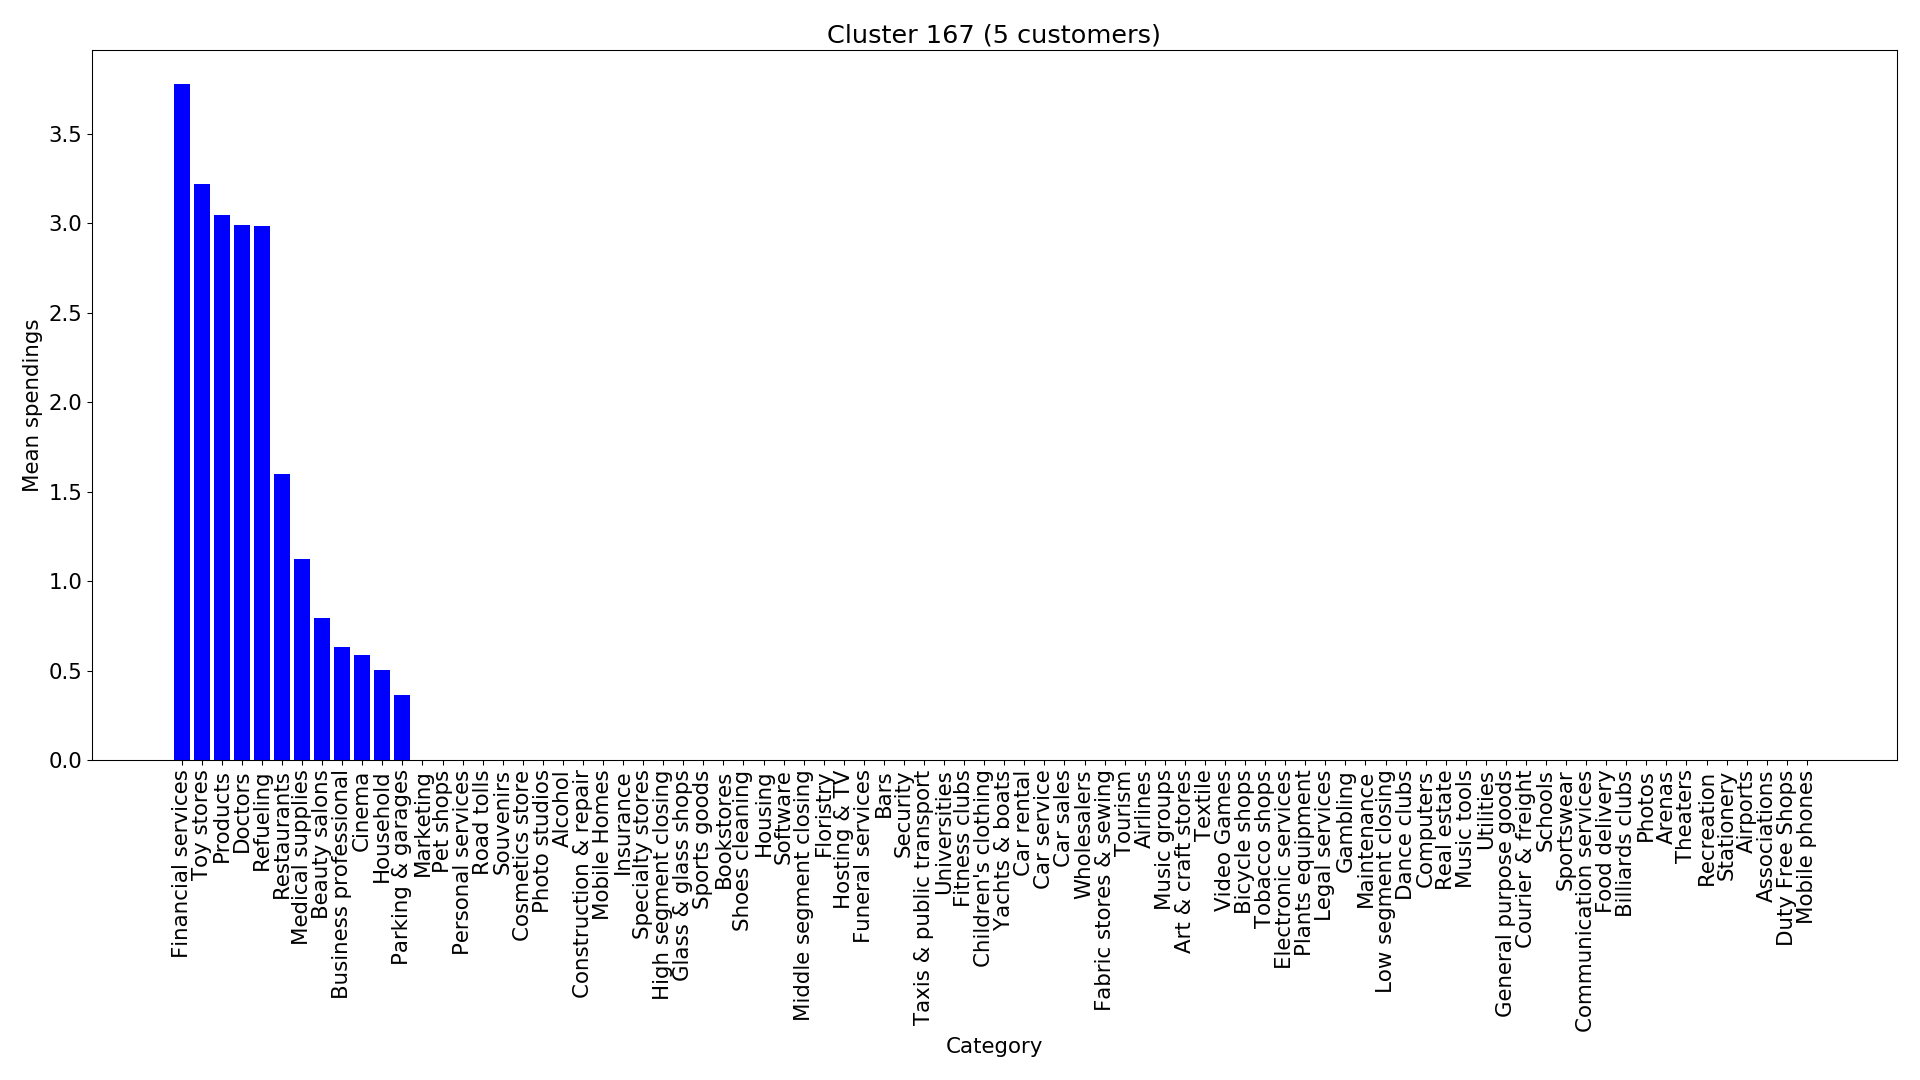 Cluster 167 (5 customers)
Mean spendings
3.5
3.0
2.5
2.0
1.5
1.0
0.5
0.0
Financial services
Toy stores
Products
Doctors
Refueling
Restaurants
Medical supplies
Beauty salons
Business professional
Cinema
Household
Parking & garages
Marketing
Pet shops
Personal services
Road tolls
Souvenirs
Cosmetics store
Photo studios
Alcohol
Construction & repair
Mobile Homes
Insurance
Specialty stores
High segment closing
Glass & glass shops
Sports goods
Bookstores
Shoes cleaning
Housing
Software
Middle segment closing
Floristry
Hosting & TV
Funeral services
Bars
Security
Taxis & public transport
Universities
Fitness clubs
Children's clothing
Yachts & boats
Car rental
Car service
Car sales
Wholesalers
Fabric stores & sewing
Tourism
Airlines
Music groups
Art & craft stores
Textile
Video Games
Bicycle shops
Tobacco shops
Electronic services
Plants equipment
Legal services
Gambling
Maintenance
Low segment closing
Dance clubs
Computers
Real estate
Music tools
Utilities
General purpose goods
Courier & freight
Schools
Sportswear
Communication services
Food delivery
Billiards clubs
Photos
Arenas
Theaters
Recreation
Stationery
Airports
Associations
Duty Free Shops
Mobile phones
Category